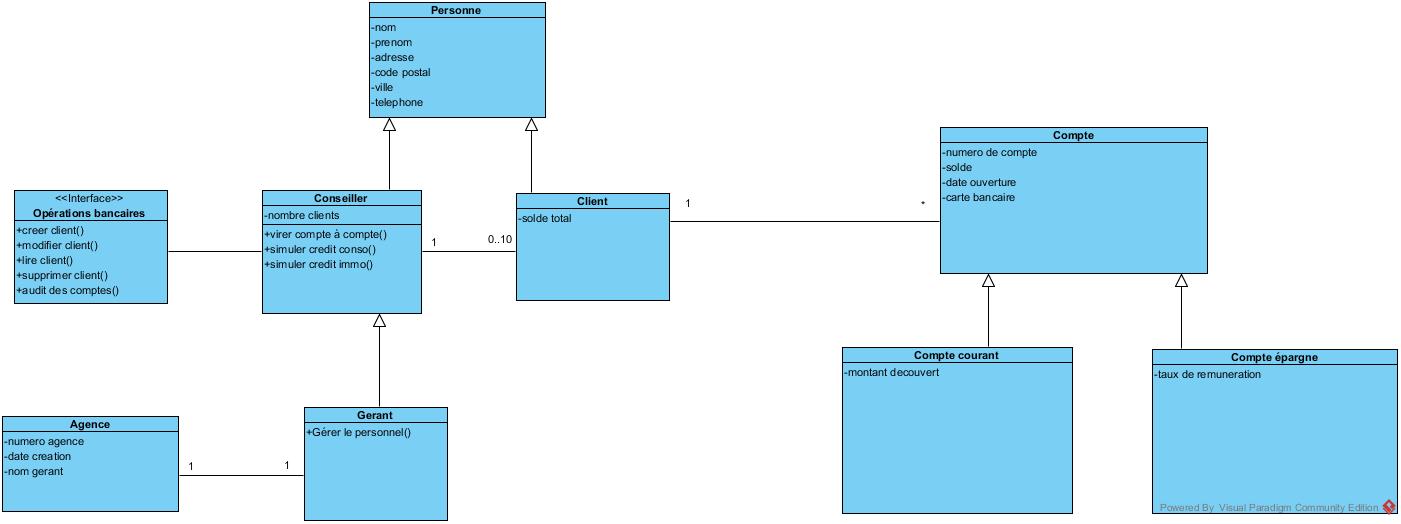 Personne
-nom
-prenom
-adresse
-code postal
-ville
-telephone
<<Interface>>
Opérations bancaires
+creer client()
+modifier client()
+lire client()
+supprimer client()
+audit des comptes()
Conseiller
-nombre clients
+virer compte à compte()
+simuler credit conso()
+simuler credit immo()
1
0..10
Client
-solde total
1
*
Compte
-numero de compte
-solde
-date ouverture
-carte bancaire
Compte courant
-montant decouvert
Compte épargne
-taux de remuneration
Agence
-numero agence
-date creation
-nom gerant
1
1
Gerant
+Gérer le personnel()
Powered By Visual Paradigm Community Edition